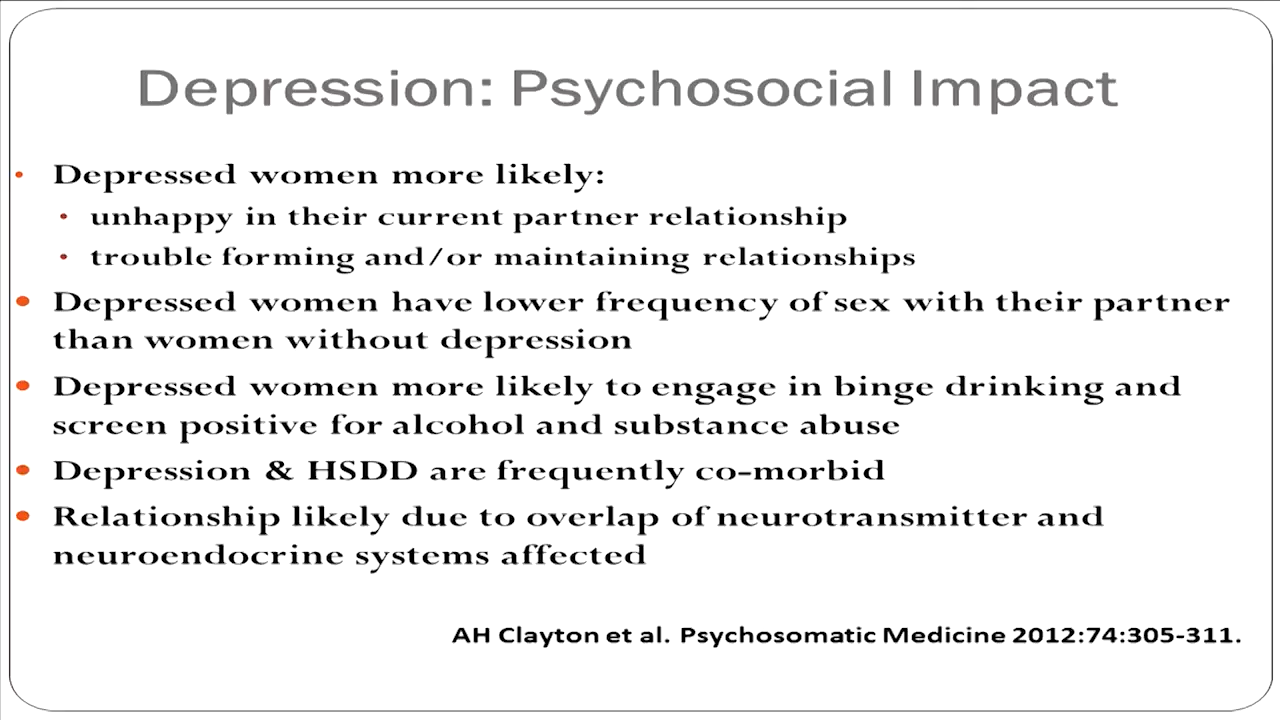 Depression: Psychosocial Impact
• Depressed women more likely:
• unhappy in their current partner relationship
• trouble forming and/or maintaining relationships
• Depressed women have lower frequency of sex with their partner
than women without depression
• Depressed women more likely to engage in binge drinking and
screen positive for alcohol and substance abuse
• Depression & HSDD are frequently co-morbid
• Relationship likely due to overlap of neurotransmitter and
neuroendocrine systems affected
AH Clayton et al. Psychosomatic Medicine 2012:74:305-311.